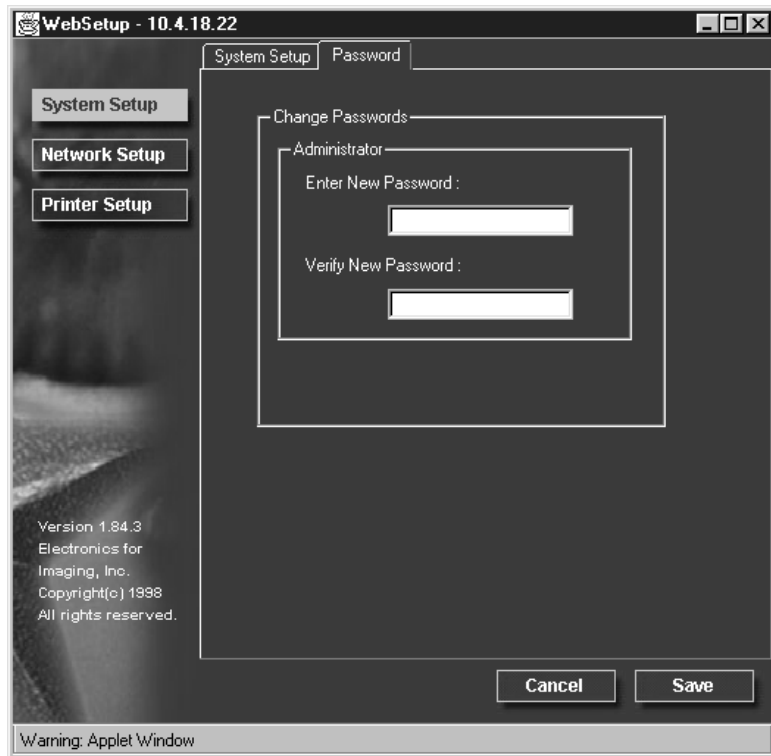 WebSetup - 10.4.18.22
System Setup
Password
System Setup
Network Setup
Printer Setup
Change Passwords
Administrator
Enter New Password :
Verify New Password :
Version 1.84.3
Electronics for
Imaging, Inc.
Copyright(c) 1998
All rights reserved.
Cancel
Save
Warning: Applet Window